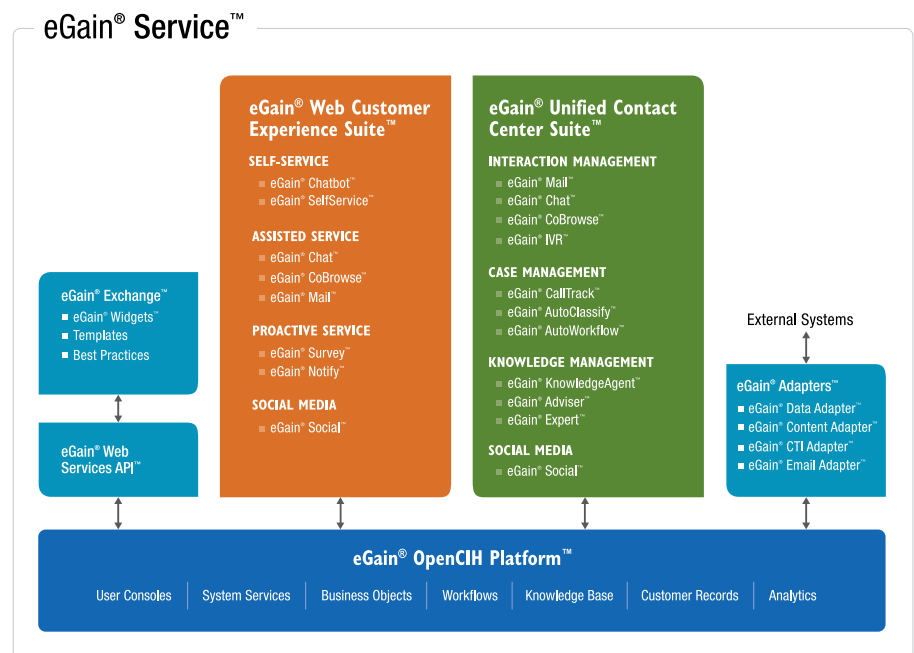 eGain® Service™
eGain® Web Customer
Experience Suite™
SELF-SERVICE
eGain® Chatbot™
eGain® SelfService™
ASSISTED SERVICE
eGain® Chat™
eGain® CoBrowse™
eGain® Mail™
PROACTIVE SERVICE
eGain® Survey™
eGain® Notify™
SOCIAL MEDIA
eGain® Social™
eGain® Unified Contact
Center Suite™
INTERACTION MANAGEMENT
eGain® Mail™
eGain® Chat™
eGain® CoBrowse™
eGain® IVR™
CASE MANAGEMENT
eGain® CallTrack™
eGain® AutoClassify™
eGain® AutoWorkflow™
KNOWLEDGE MANAGEMENT
eGain® KnowledgeAgent™
eGain® Adviser™
eGain® Expert™
SOCIAL MEDIA
eGain® Social™
eGain® Exchange™
eGain® Widgets™
Templates
Best Practices
eGain® Web
Services API™
External Systems
eGain® Adapters™
eGain® Data Adapter™
eGain® Content Adapter™
eGain® CTI Adapter™
eGain® Email Adapter™
eGain® OpenCIH Platform™
User Consoles
System Services
Business Objects
Workflows
Knowledge Base
Customer Records
Analytics